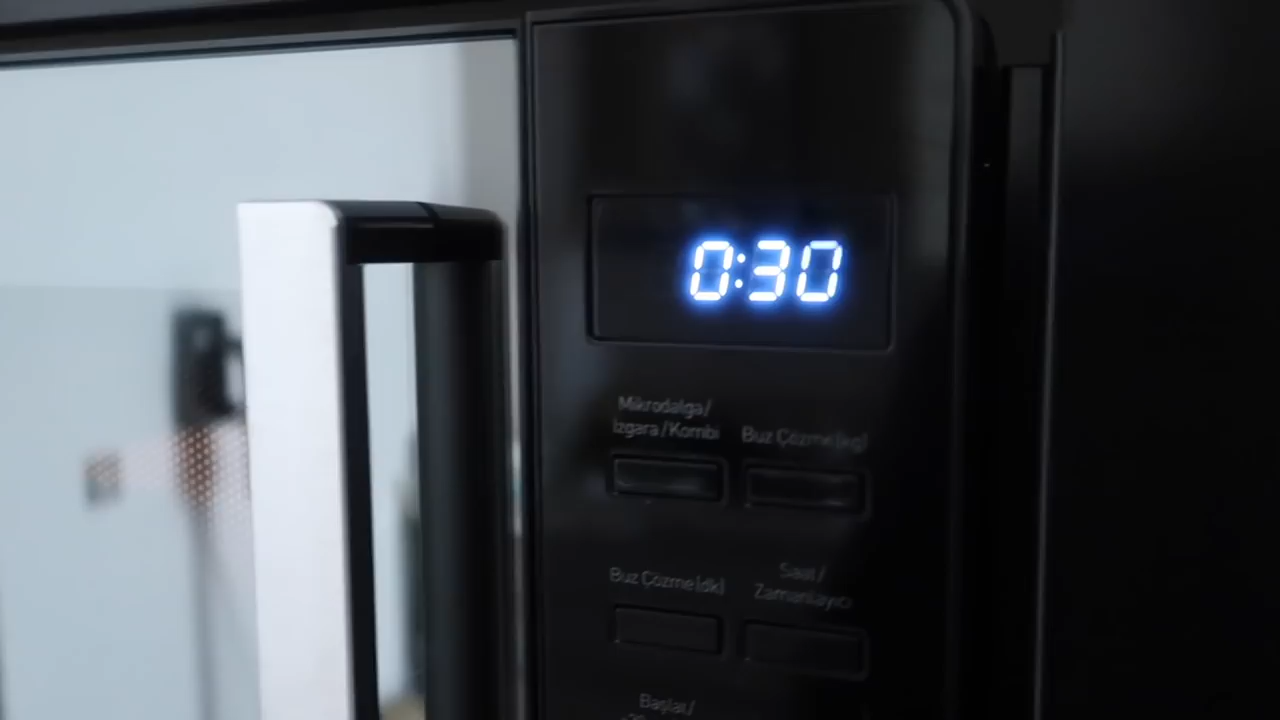 0:30
Mikrodalga/
Izgara/Kombi
Buz Çözme(kg)
Buz Çözme(dk)
Saat/
Zamanlayıcı
Başlat/